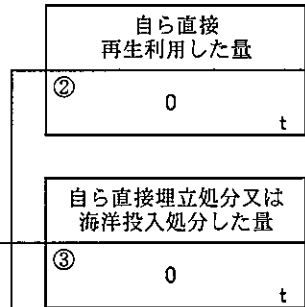 自ら直接
再生利用した量
②
0
t
自ら直接埋立処分又は
海洋投入処分した量
③
0
t